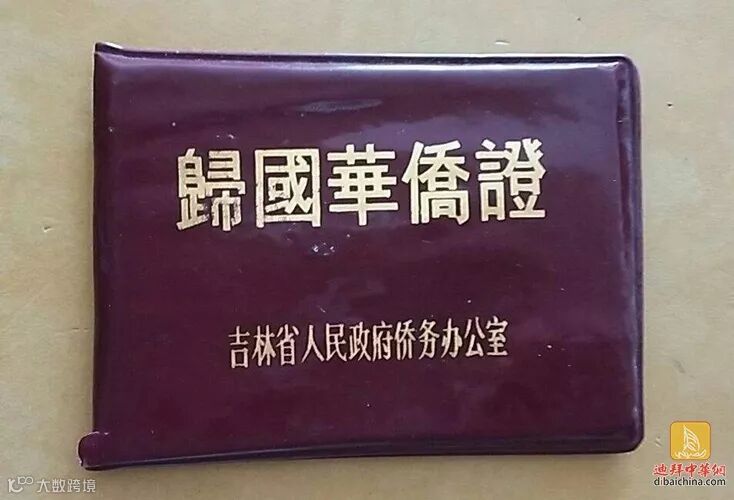 歸國華僑證
吉林省人民政府侨务办公室
大数跨境
迪拜中華網
dibaichina.com